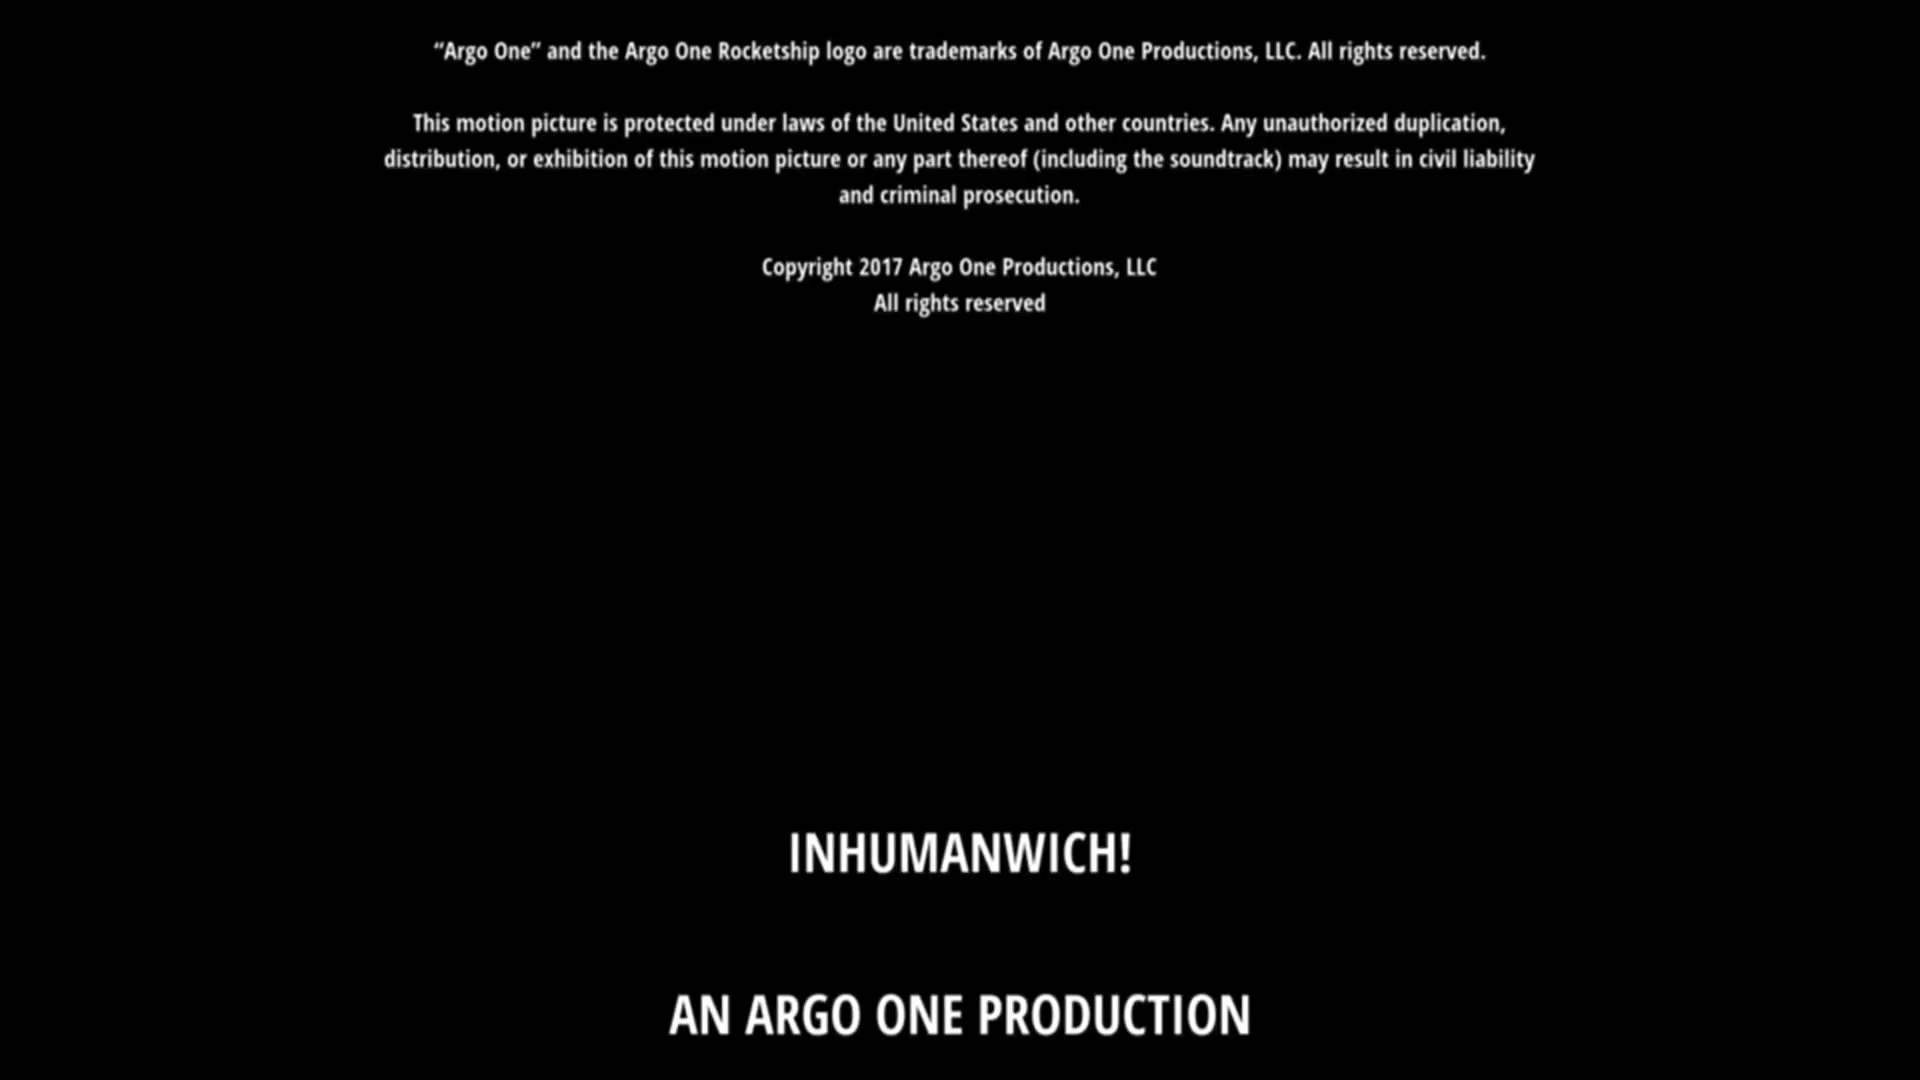 “Argo One” and the Argo One Rocketship logo are trademarks of Argo One Productions, LLC. All rights reserved.
This motion picture is protected under laws of the United States and other countries. Any unauthorized duplication,
distribution, or exhibition of this motion picture or any part thereof (including the soundtrack) may result in civil liability
and criminal prosecution.
Copyright 2017 Argo One Productions, LLC
All rights reserved
INHUMANWICH!
AN ARGO ONE PRODUCTION